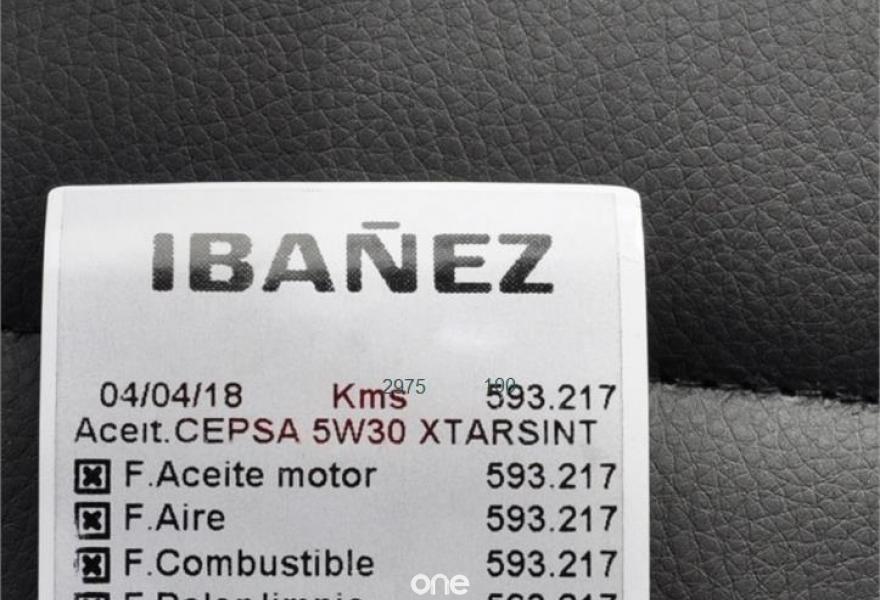 IBAÑEZ
04/04/18 Kms 593.217
2975 100
Aceit.CEPSA 5W30 XTARSINT
F.Aceite motor 593.217
F.Aire 593.217
F.Combustible 593.217
one